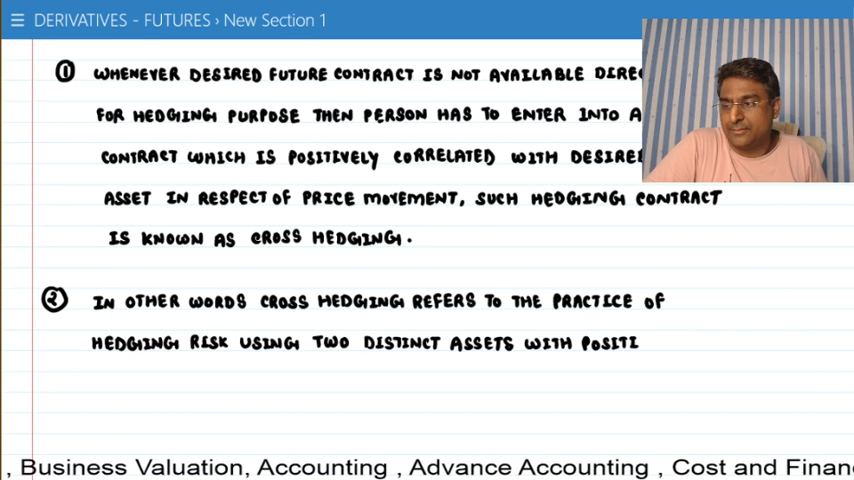 DERIVATIVES - FUTURES › New Section 1
① WHENEVER DESIRED FUTURE CONTRACT IS NOT AVAILABLE
FOR HEDGING PURPOSE THEN PERSON HAS TO ENTER INTO A
CONTRACT WHICH IS POSITIVELY CORRELATED WITH
ASSET IN RESPECT OF PRICE MOVEMENT, SUCH HEDGING CONTRACT
IS KNOWN AS CROSS HEDGING.
② IN OTHER WORDS CROSS HEDGING REFERS TO THE PRACTICE OF
HEDGING RISK USING TWO DISTINCT ASSETS WITH POSITI
, Business Valuation, Accounting , Advance Accounting , Cost and Finan